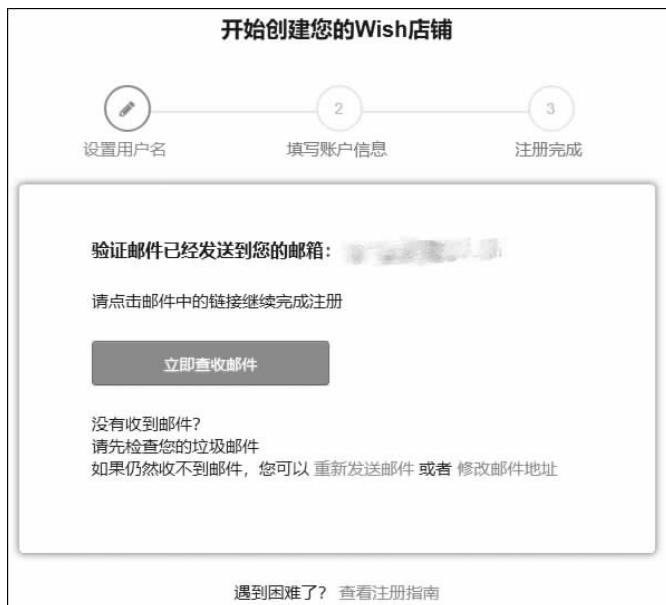 开始创建您的Wish店铺
2
3
设置用户名
填写账户信息
注册完成
验证邮件已经发送到您的邮箱：
请点击邮件中的链接继续完成注册
立即查收邮件
没有收到邮件？
请先检查您的垃圾邮件
如果仍然收不到邮件，您可以 重新发送邮件 或者 修改邮件地址
遇到困难了？ 查看注册指南